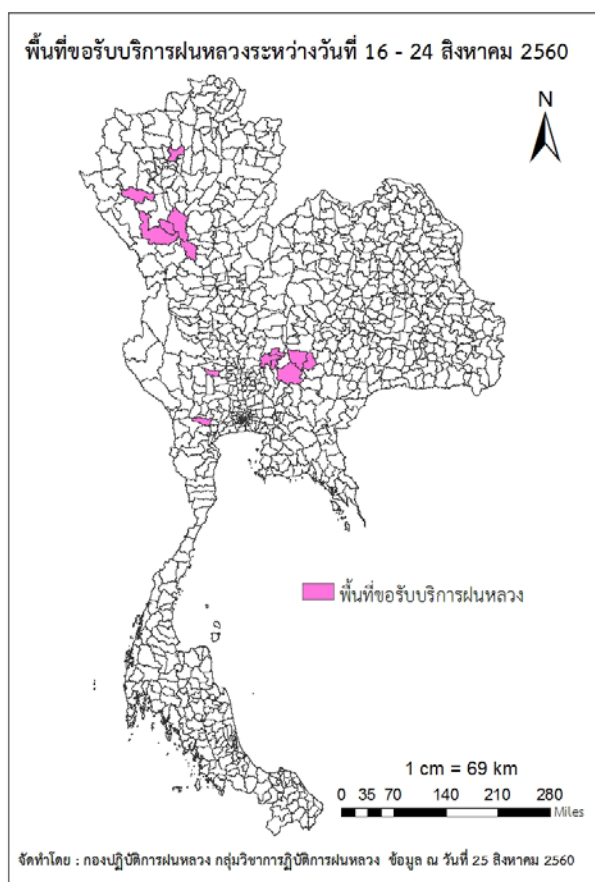 พื้นที่ขอรับบริการฝนหลวงระหว่างวันที่ 16 - 24 สิงหาคม 2560
N
พื้นที่ขอรับบริการฝนหลวง
1 cm = 69 km
0 35 70 140 210 280
Miles
จัดทำโดย : กองปฏิบัติการฝนหลวง กลุ่มวิชาการฏิบัติการฝนหลวง ข้อมูล ณ วันที่ 25 สิงหาคม 2560